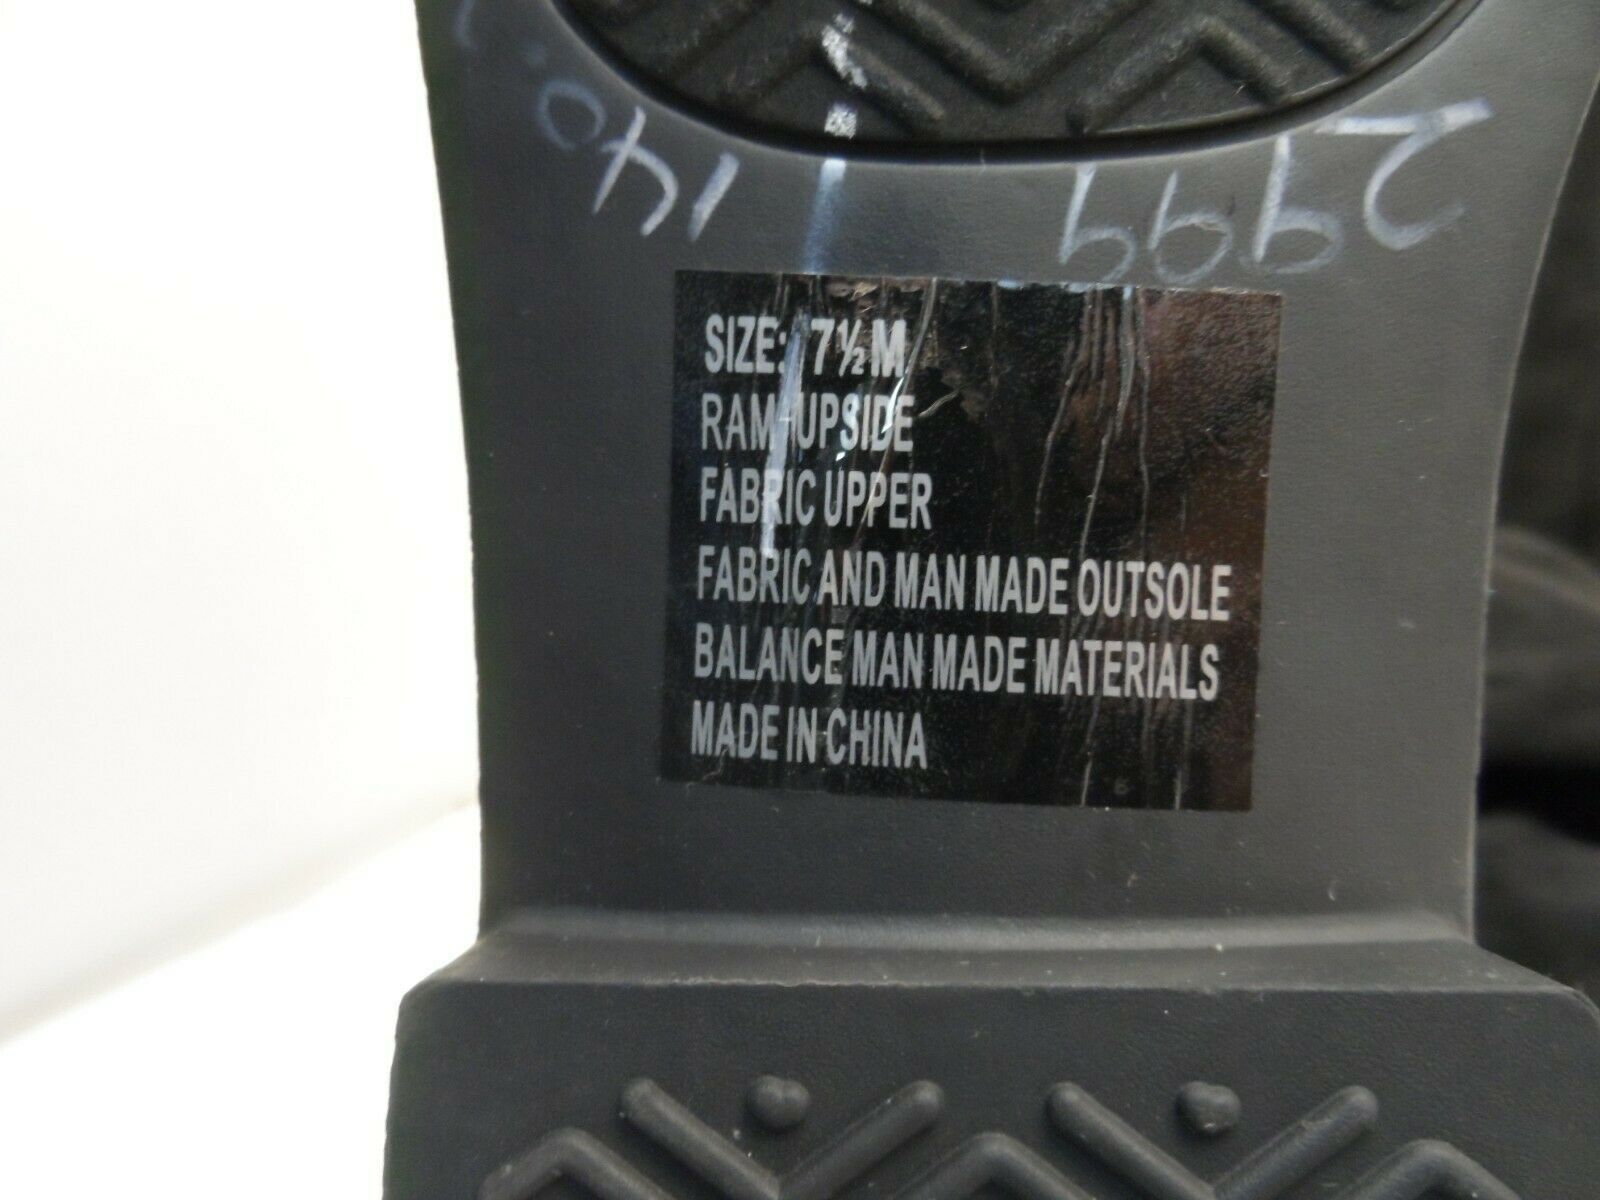 SIZE: 7½ M
RAM-UPSIDE
FABRIC UPPER
FABRIC AND MAN MADE OUTSOLE
BALANCE MAN MADE MATERIALS
MADE IN CHINA
2999